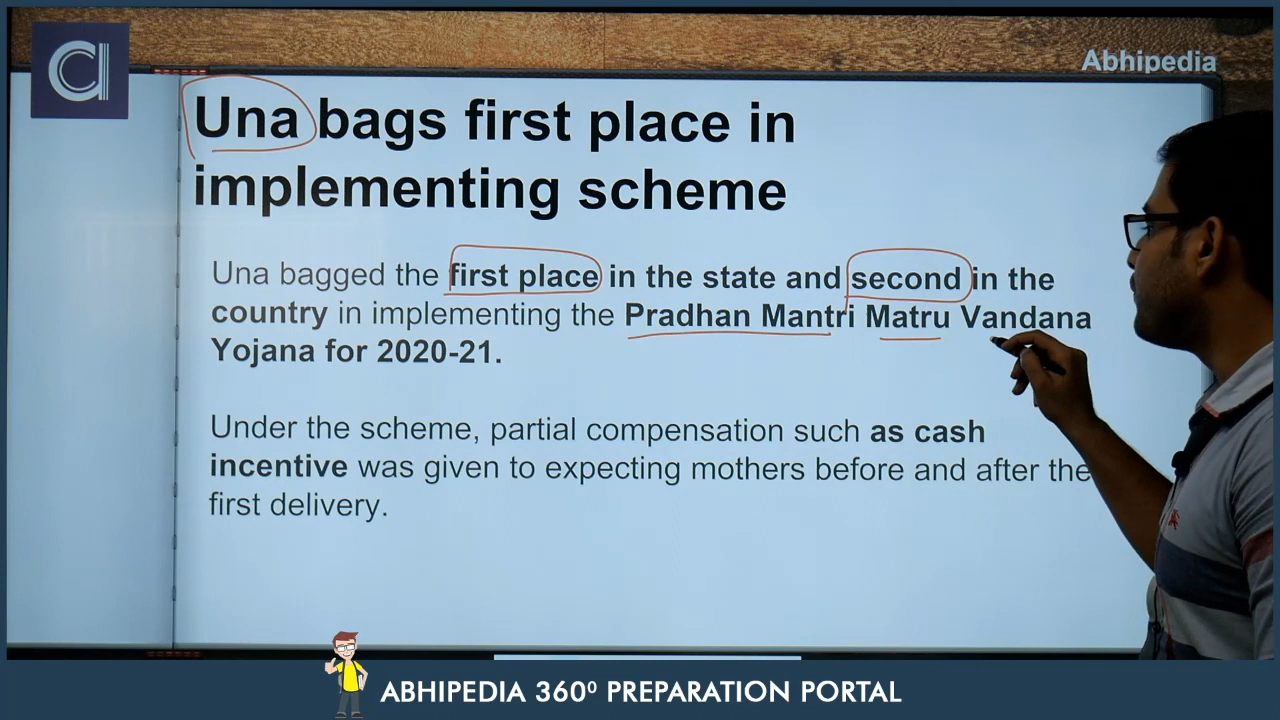 Abhipedia
Una bags first place in
implementing scheme
Una bagged the first place in the state and second in the
country in implementing the Pradhan Mantri Matru Vandana
Yojana for 2020-21.
Under the scheme, partial compensation such as cash
incentive was given to expecting mothers before and after the
first delivery.
ABHIPEDIA 360⁰ PREPARATION PORTAL